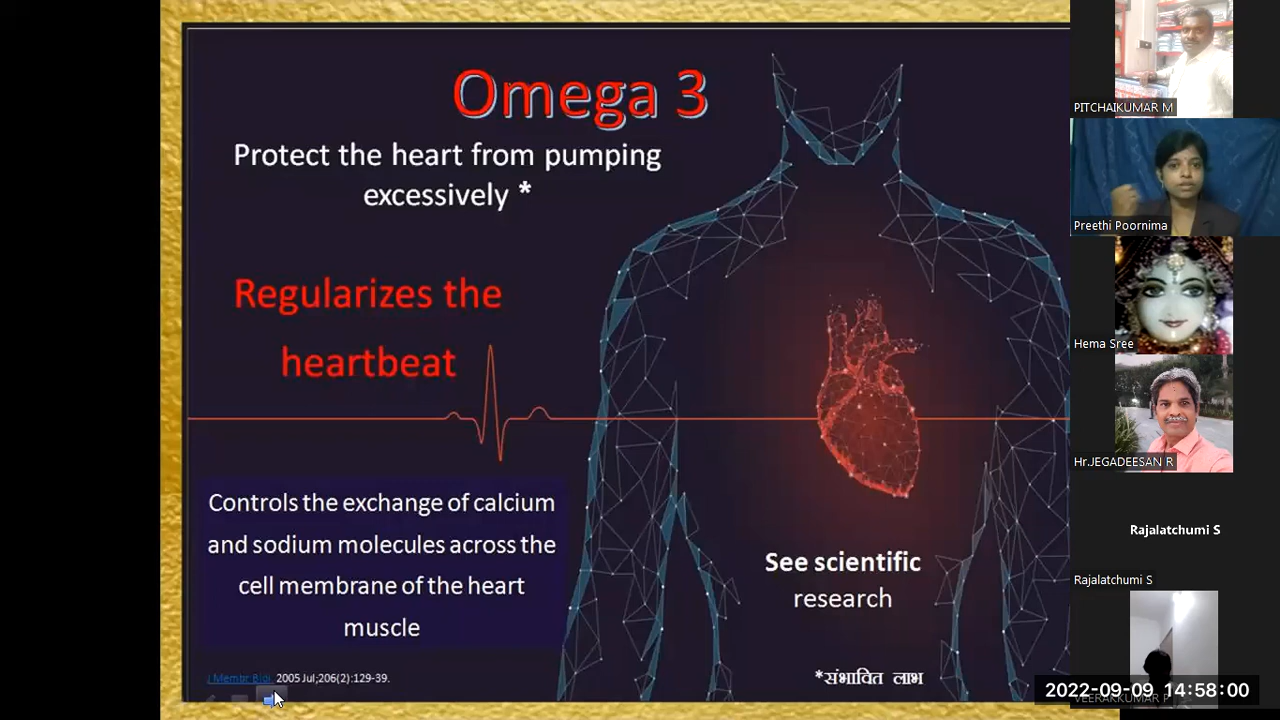 Omega 3
Protect the heart from pumping
excessively *
Regularizes the
heartbeat
Controls the exchange of calcium
and sodium molecules across the
cell membrane of the heart
muscle
See scientific
research
J Membr Biol. 2005 Jul;206(2):129-39.
*संभावित लाभ
PITCHAIKUMAR M
Preethi Poornima
Hema Sree
Hr.JEGADEESAN R
Rajalatchumi S
Rajalatchumi S
VEERAKKUMAR P
2022-09-09 14:58:00